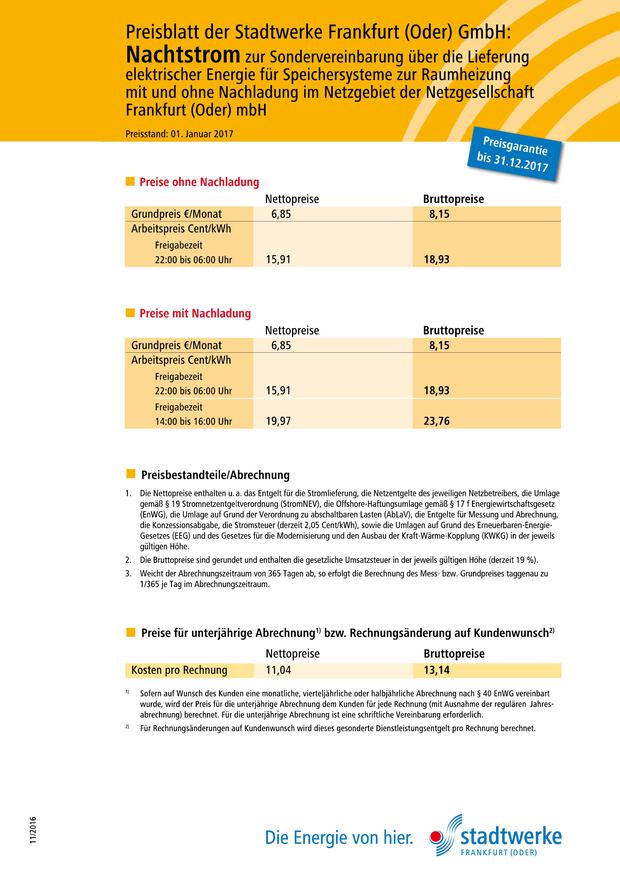 Preisblatt der Stadtwerke Frankfurt (Oder) GmbH:
Nachtstrom zur Sondervereinbarung über die Lieferung
elektrischer Energie für Speichersysteme zur Raumheizung
mit und ohne Nachladung im Netzgebiet der Netzgesellschaft
Frankfurt (Oder) mbH
Preisstand: 01. Januar 2017
Preisgarantie
bis 31.12.2017
Preise ohne Nachladung
Nettopreise Bruttopreise
Grundpreis €/Monat 6,85 8,15
Arbeitspreis Cent/kWh
Freigabezeit
22:00 bis 06:00 Uhr 15,91 18,93
Preise mit Nachladung
Nettopreise Bruttopreise
Grundpreis €/Monat 6,85 8,15
Arbeitspreis Cent/kWh
Freigabezeit
22:00 bis 06:00 Uhr 15,91 18,93
Freigabezeit
14:00 bis 16:00 Uhr 19,97 23,76
Preisbestandteile/Abrechnung
1. Die Nettopreise enthalten u. a. das Entgelt für die Stromlieferung, die Netzentgelte des jeweiligen Netzbetreibers, die Umlage
gemäß § 19 Stromnetzentgeltverordnung (StromNEV), die Offshore-Haftungsumlage gemäß § 17 f Energiewirtschaftsgesetz
(EnWG), die Umlage auf Grund der Verordnung zu abschaltbaren Lasten (AbLaV), die Entgelte für Messung und Abrechnung,
die Konzessionsabgabe, die Stromsteuer (derzeit 2,05 Cent/kWh), sowie die Umlagen auf Grund des Erneuerbaren-Energie-
Gesetzes (EEG) und des Gesetzes für die Modernisierung und den Ausbau der Kraft-Wärme-Kopplung (KWKG) in der jeweils
gültigen Höhe.
2. Die Bruttopreise sind gerundet und enthalten die gesetzliche Umsatzsteuer in der jeweils gültigen Höhe (derzeit 19 %).
3. Weicht der Abrechnungszeitraum von 365 Tagen ab, so erfolgt die Berechnung des Mess- bzw. Grundpreises taggenau zu
1/365 je Tag im Abrechnungszeitraum.
Preise für unterjährige Abrechnung1) bzw. Rechnungsänderung auf Kundenwunsch2)
Nettopreise Bruttopreise
Kosten pro Rechnung 11,04 13,14
1) Sofern auf Wunsch des Kunden eine monatliche, vierteljährliche oder halbjährliche Abrechnung nach § 40 EnWG vereinbart
wurde, wird der Preis für die unterjährige Abrechnung dem Kunden für jede Rechnung (mit Ausnahme der regulären Jahres-
abrechnung) berechnet. Für die unterjährige Abrechnung ist eine schriftliche Vereinbarung erforderlich.
2) Für Rechnungsänderungen auf Kundenwunsch wird dieses gesonderte Dienstleistungsentgelt pro Rechnung berechnet.
11/2016
Die Energie von hier.
stadtwerke
FRANKFURT (ODER)